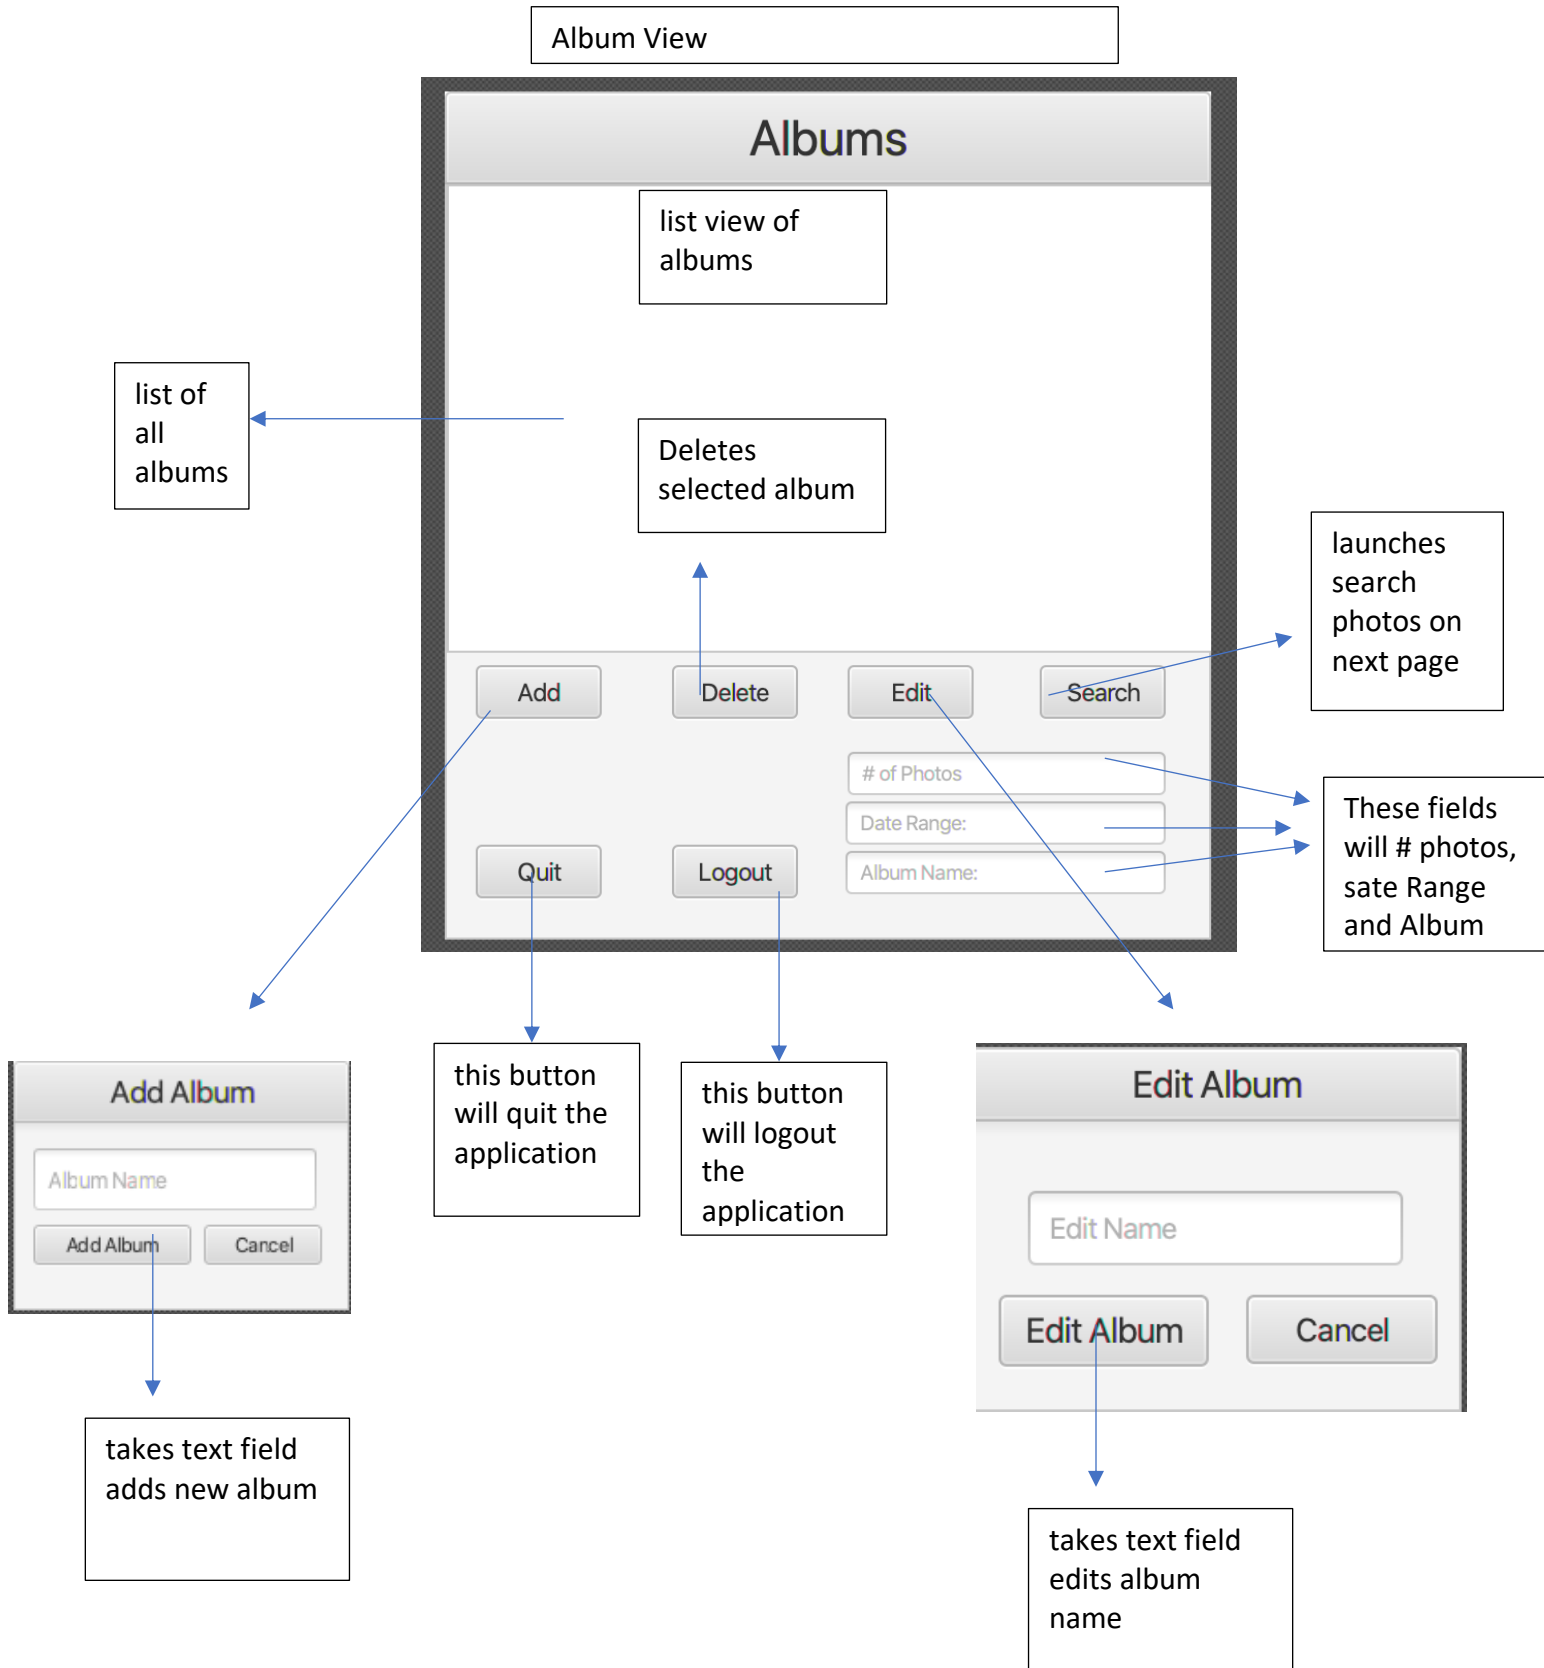 Album View
Albums
list view of
albums
list of
all
albums
Deletes
selected album
launches
search
photos on
next page
Add
Delete
Edit
Search
# of Photos
Date Range:
Album Name:
These fields
will # photos,
sate Range
and Album
Quit
Logout
this button
will quit the
application
this button
will logout
the
application
Add Album
Album Name
Add Album
Cancel
Edit Album
Edit Name
Edit Album
Cancel
takes text field
adds new album
takes text field
edits album
name